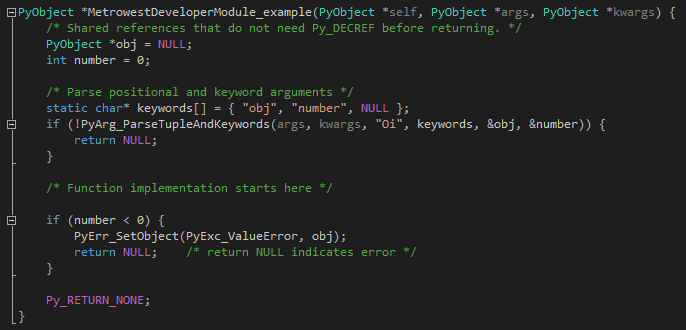 PyObject *MetrowestDeveloperModule_example(PyObject *self, PyObject *args, PyObject *kwargs) {
    /* Shared references that do not need Py_DECREF before returning. */
    PyObject *obj = NULL;
    int number = 0;

    /* Parse positional and keyword arguments */
    static char* keywords[] = { "obj", "number", NULL };
    if (!PyArg_ParseTupleAndKeywords(args, kwargs, "Oi", keywords, &obj, &number)) {
        return NULL;
    }

    /* Function implementation starts here */

    if (number < 0) {
        PyErr_SetObject(PyExc_ValueError, obj);
        return NULL;    /* return NULL indicates error */
    }

    Py_RETURN_NONE;
}